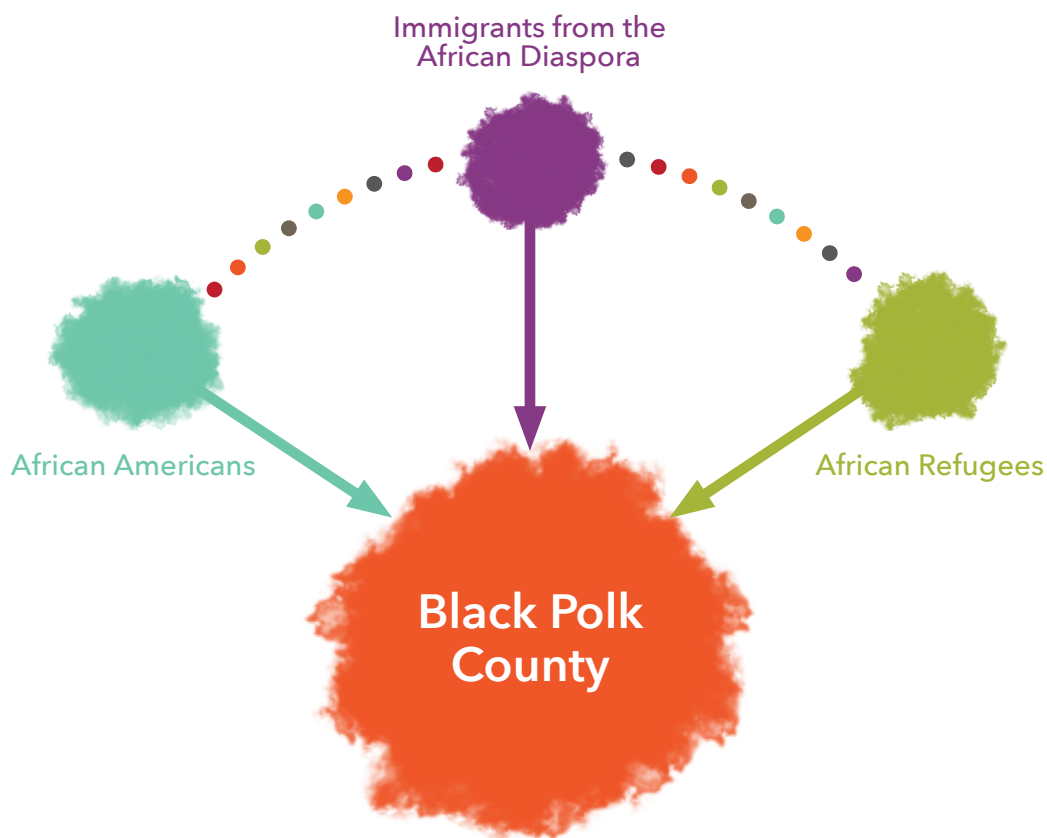 Immigrants from the
African Diaspora
African Americans
African Refugees
Black Polk
County